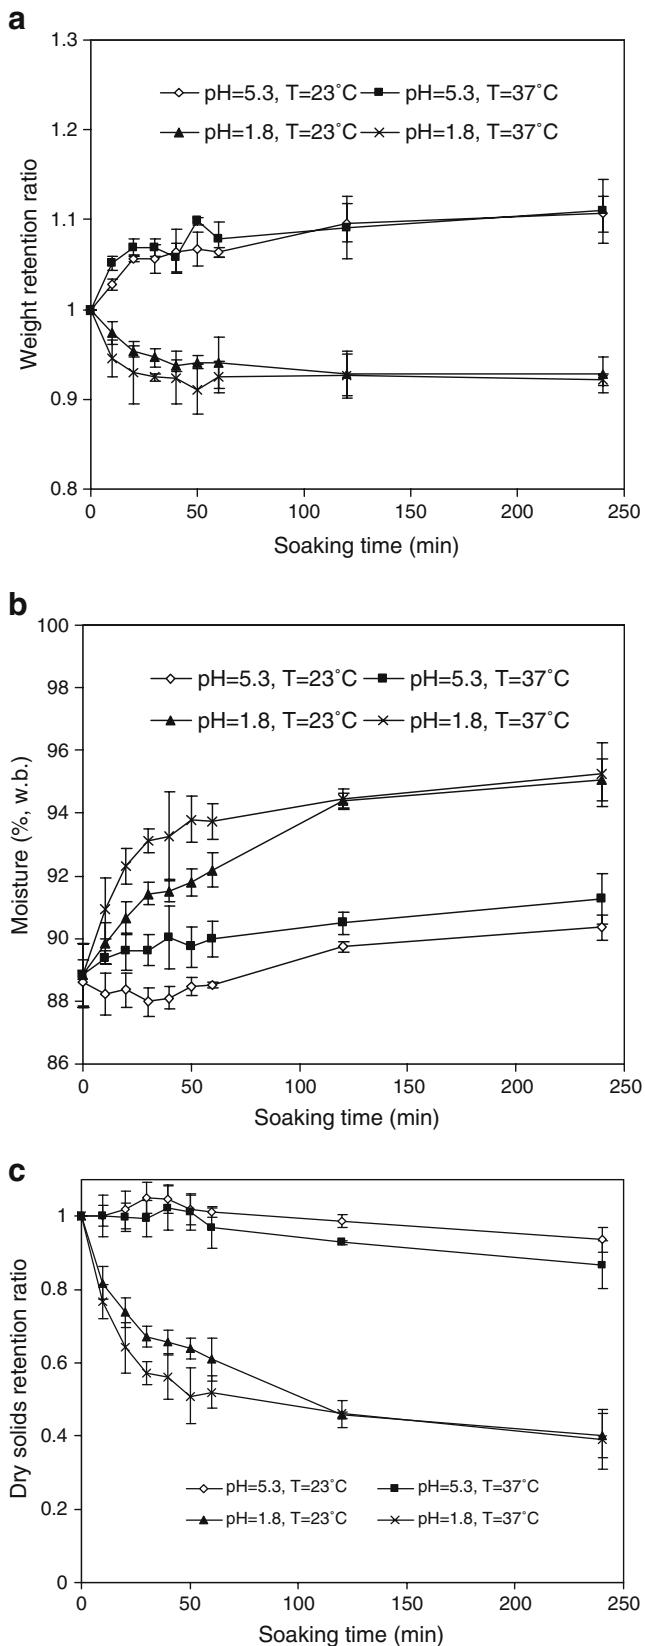 a
1.3
pH=5.3, T=23˚C pH=5.3, T=37˚C
1.2
pH=1.8, T=23˚C pH=1.8, T=37˚C
1.1
1
0.9
0.8
Weight retention ratio
0 50 100 150 200 250
Soaking time (min)
b
100
98
pH=5.3, T=23˚C pH=5.3, T=37˚C
pH=1.8, T=23˚C pH=1.8, T=37˚C
96
94
92
90
88
86
Moisture (%, w.b.)
0 50 100 150 200 250
Soaking time (min)
c
1
0.8
0.6
0.4
pH=5.3, T=23˚C pH=5.3, T=37˚C
0.2
pH=1.8, T=23˚C pH=1.8, T=37˚C
0
Dry solids retention ratio
0 50 100 150 200 250
Soaking time (min)